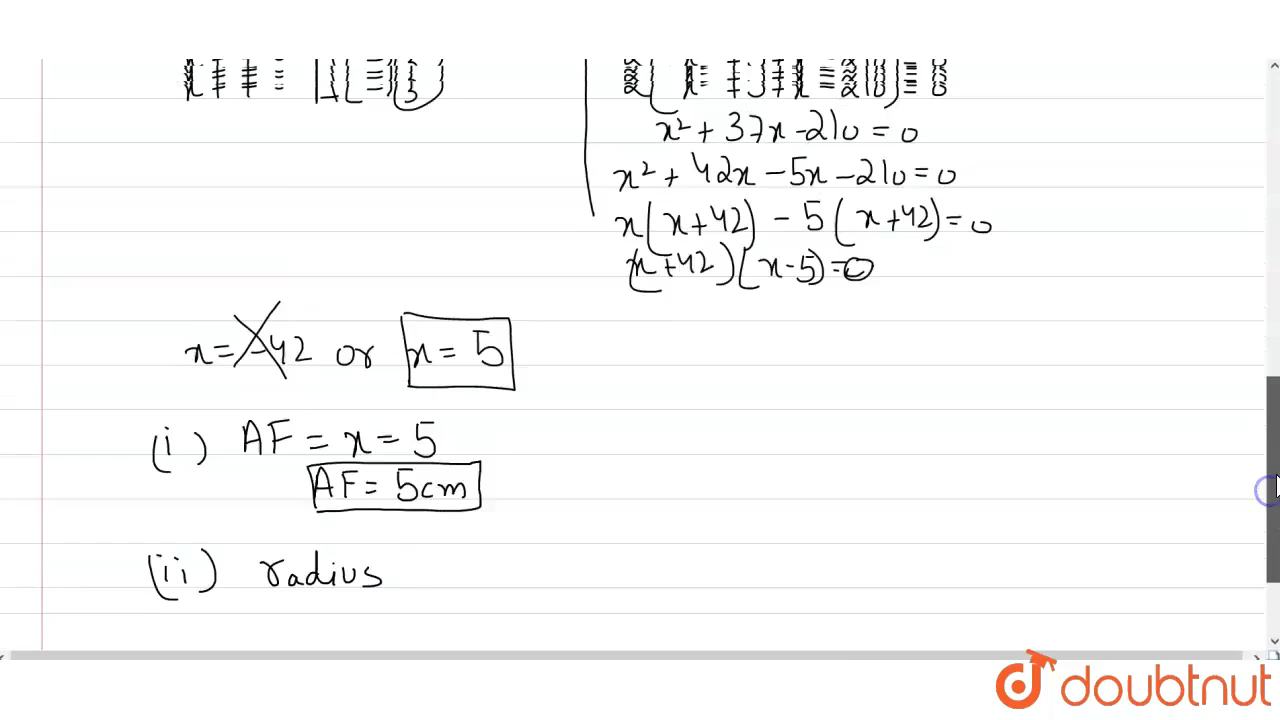 x² + 37x - 210 = 0
x² + 42x - 5x - 210 = 0
x(x+42) - 5(x+42) = 0
(x+42)(x-5) = 0
x = -42 or x = 5
(i) AF = x = 5
AF = 5cm
(ii) radius
doubtnut